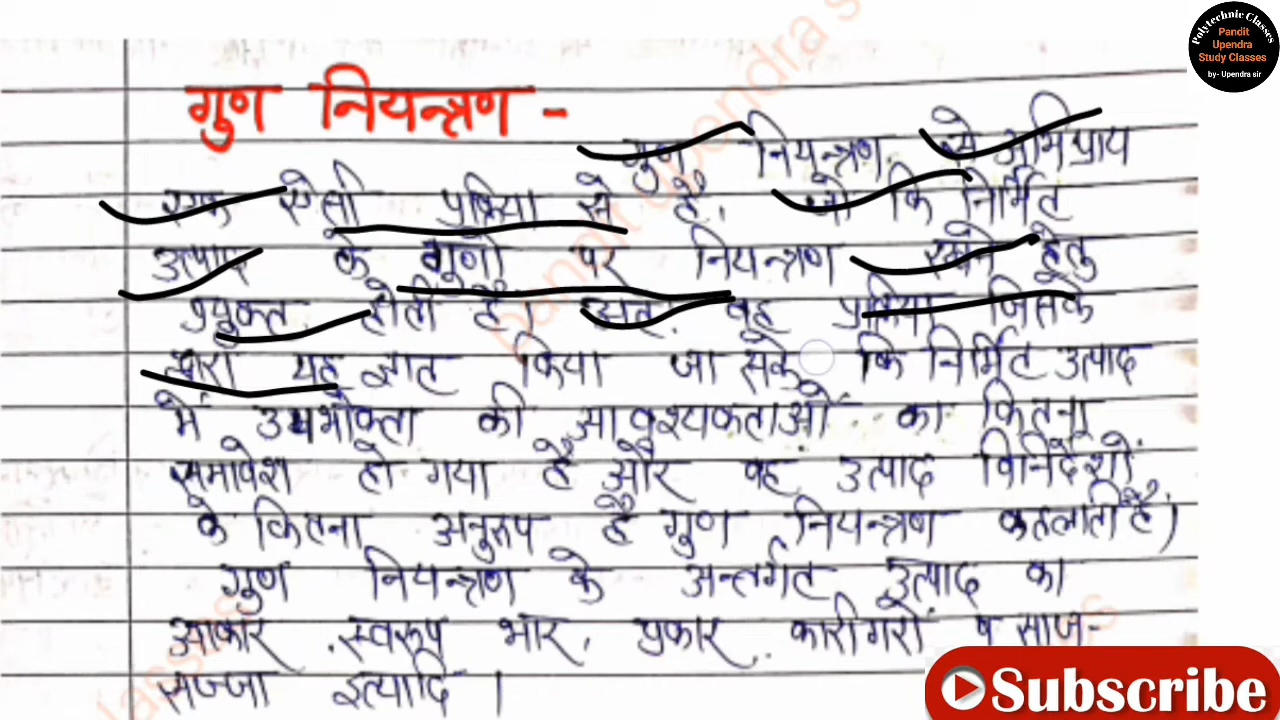 गुण नियन्त्रण -
गुण नियन्त्रण से अभिप्राय
एक ऐसी प्रक्रिया से है, जो कि निर्मित
उत्पाद के गुणों पर नियन्त्रण रखने हेतु
प्रयुक्त होती है। अतः वह प्रक्रिया जिसके
द्वारा यह ज्ञात किया जा सके कि निर्मित उत्पाद
में उपभोक्ता की आवश्यकताओं का कितना
समावेश हो गया है और वह उत्पाद विनिर्देशों
के कितना अनुरूप है गुण नियन्त्रण कहलाती है।
गुण नियन्त्रण के अन्तर्गत उत्पाद का
आकार, स्वरूप भार, प्रकार, कारीगरों व साज-
सज्जा इत्यादि ।
Polytechnic Classes
Pandit
Upendra
Study Classes
by- Upendra sir
Subscribe